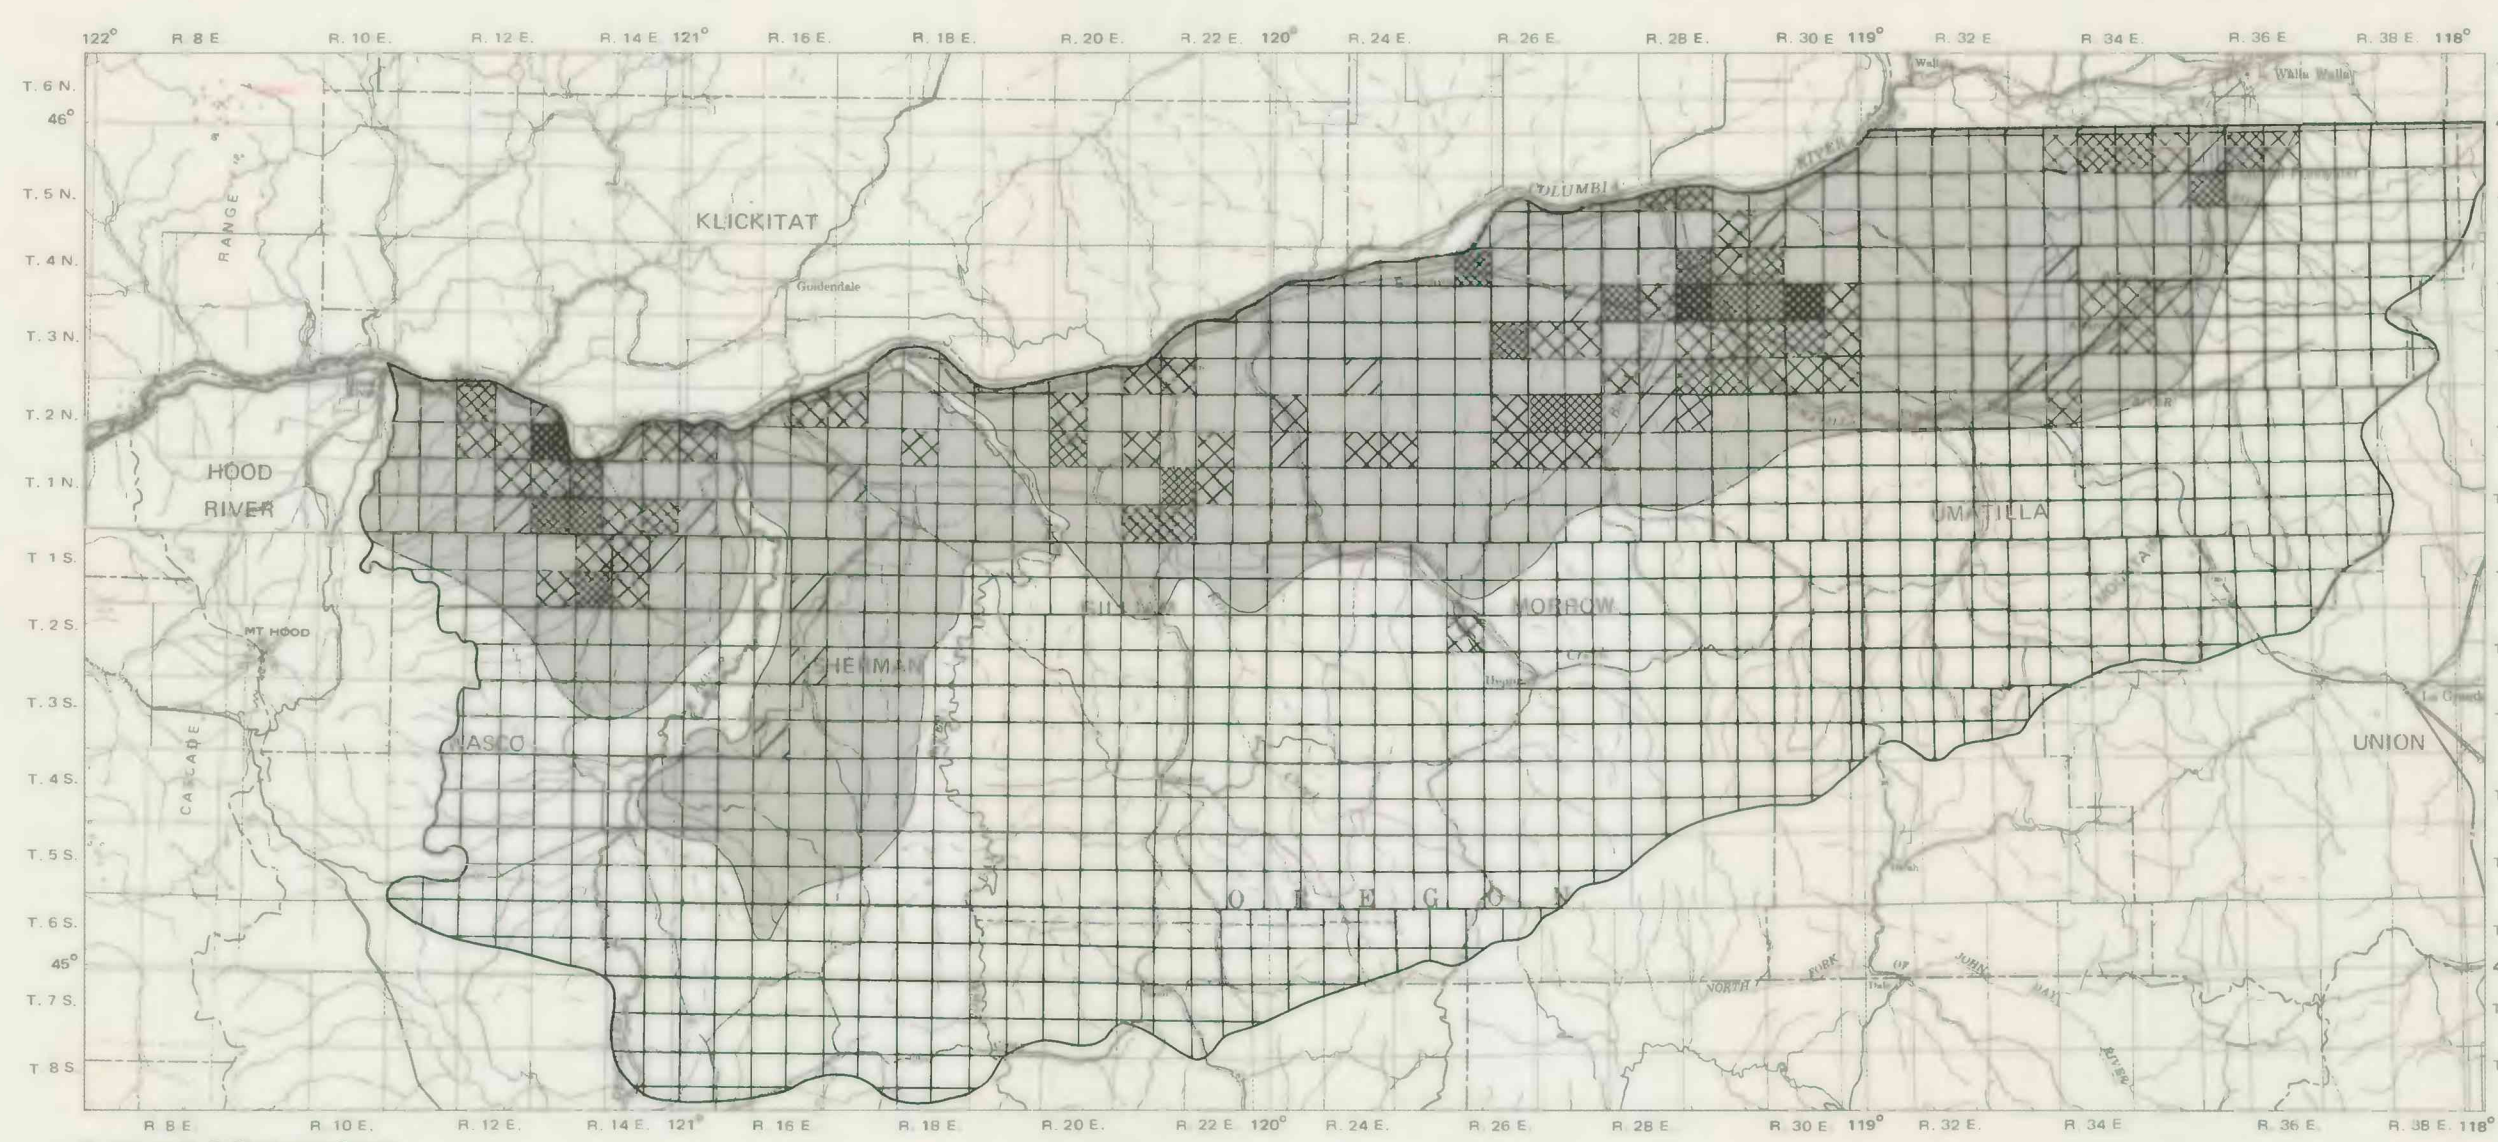 122° R 8 E. R. 10 E. R. 12 E. R. 14 E. 121° R. 16 E. R. 18 E. R. 20 E. R. 22 E. 120° R. 24 E. R. 26 E. R. 28 E. R. 30 E 119° R. 32 E. R. 34 E. R. 36 E R. 38 E. 118°
T. 6 N.
Walla Walla
46°
RIVER
T. 5 N.
RANGE
KLICKITAT
T. 4 N.
Goldendale
T. 3 N.
T. 2 N.
HOOD
RIVER
T. 1 N.
UMATILLA
T 1 S.
MORROW
T. 2 S.
MT HOOD
SHERMAN
T. 3 S.
La Grande
CASCADE
UNION
T. 4 S.
T. 5 S.
T. 6 S.
45°
NORTH FORK OF JOHN DAY
RIVER
T. 7 S.
T 8 S.
R 8 E. R 10 E. R. 12 E. R. 14 E. 121° R. 16 E R. 18 E R. 20 E. R. 22 E 120° R. 24 E. R. 26 E R. 28 E R. 30 E 119° R. 32 E. R. 34 E R. 36 E R. 38 E. 118°